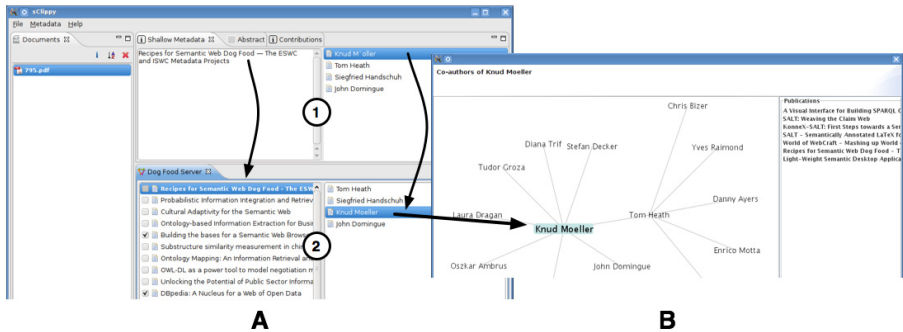 sClippy
File Metadata Help
Documents
795.pdf
Shallow Metadata Abstract Contributions
Recipes for Semantic Web Dog Food — The ESWC
and ISWC Metadata Projects
Knud M¨oller
Tom Heath
Siegfried Handschuh
John Domingue
1
Dog Food Server
Recipes for Semantic Web Dog Food - The ESW
Probabilistic Information Integration and Retriev
Cultural Adaptivity for the Semantic Web
Ontology-based Information Extraction for Busi
Building the bases for a Semantic Web Brows
Substructure similarity measurement in chin
Ontology Mapping: An Information Retrieval an
OWL-DL as a power tool to model negotiation m
Unlocking the Potential of Public Sector Informa
DBpedia: A Nucleus for a Web of Open Data
Tom Heath
Siegfried Handschuh
Knud Moeller
John Domingue
2
A
Co-authors of Knud Moeller
Chris Bizer
Diana Trif
Stefan Decker
Yves Raimond
Tudor Groza
Danny Ayers
Laura Dragan
Tom Heath
Knud Moeller
Enrico Motta
Oszkar Ambrus
John Domingue
Publications
A Visual Interface for Building SPARQL Q
SALT: Weaving the Claim Web
KonneX-SALT: First Steps towards a Sem
SALT - Semantically Annotated LaTeX fo
World of WebCraft - Mashing up World
Recipes for Semantic Web Dog Food - T
Light-Weight Semantic Desktop Applica
B